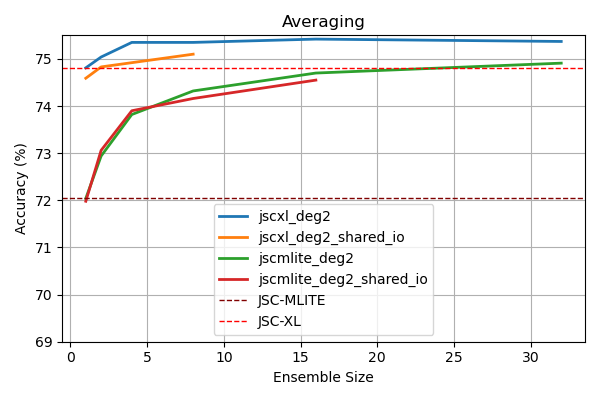 Averaging
Accuracy (%)
75
74
73
72
71
70
69
jscxl_deg2
jscxl_deg2_shared_io
jscmlite_deg2
jscmlite_deg2_shared_io
JSC-MLITE
JSC-XL
0 5 10 15 20 25 30
Ensemble Size